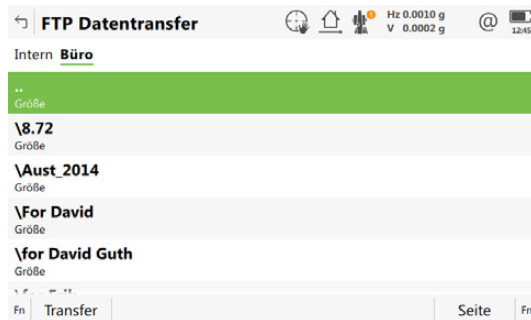 FTP Datentransfer
Hz 0.0010 g
V 0.0002 g
@
12:45
Intern Büro
..
Größe
\8.72
Größe
\Aust_2014
Größe
\For David
Größe
\for David Guth
Größe
Fn Transfer Seite Fn